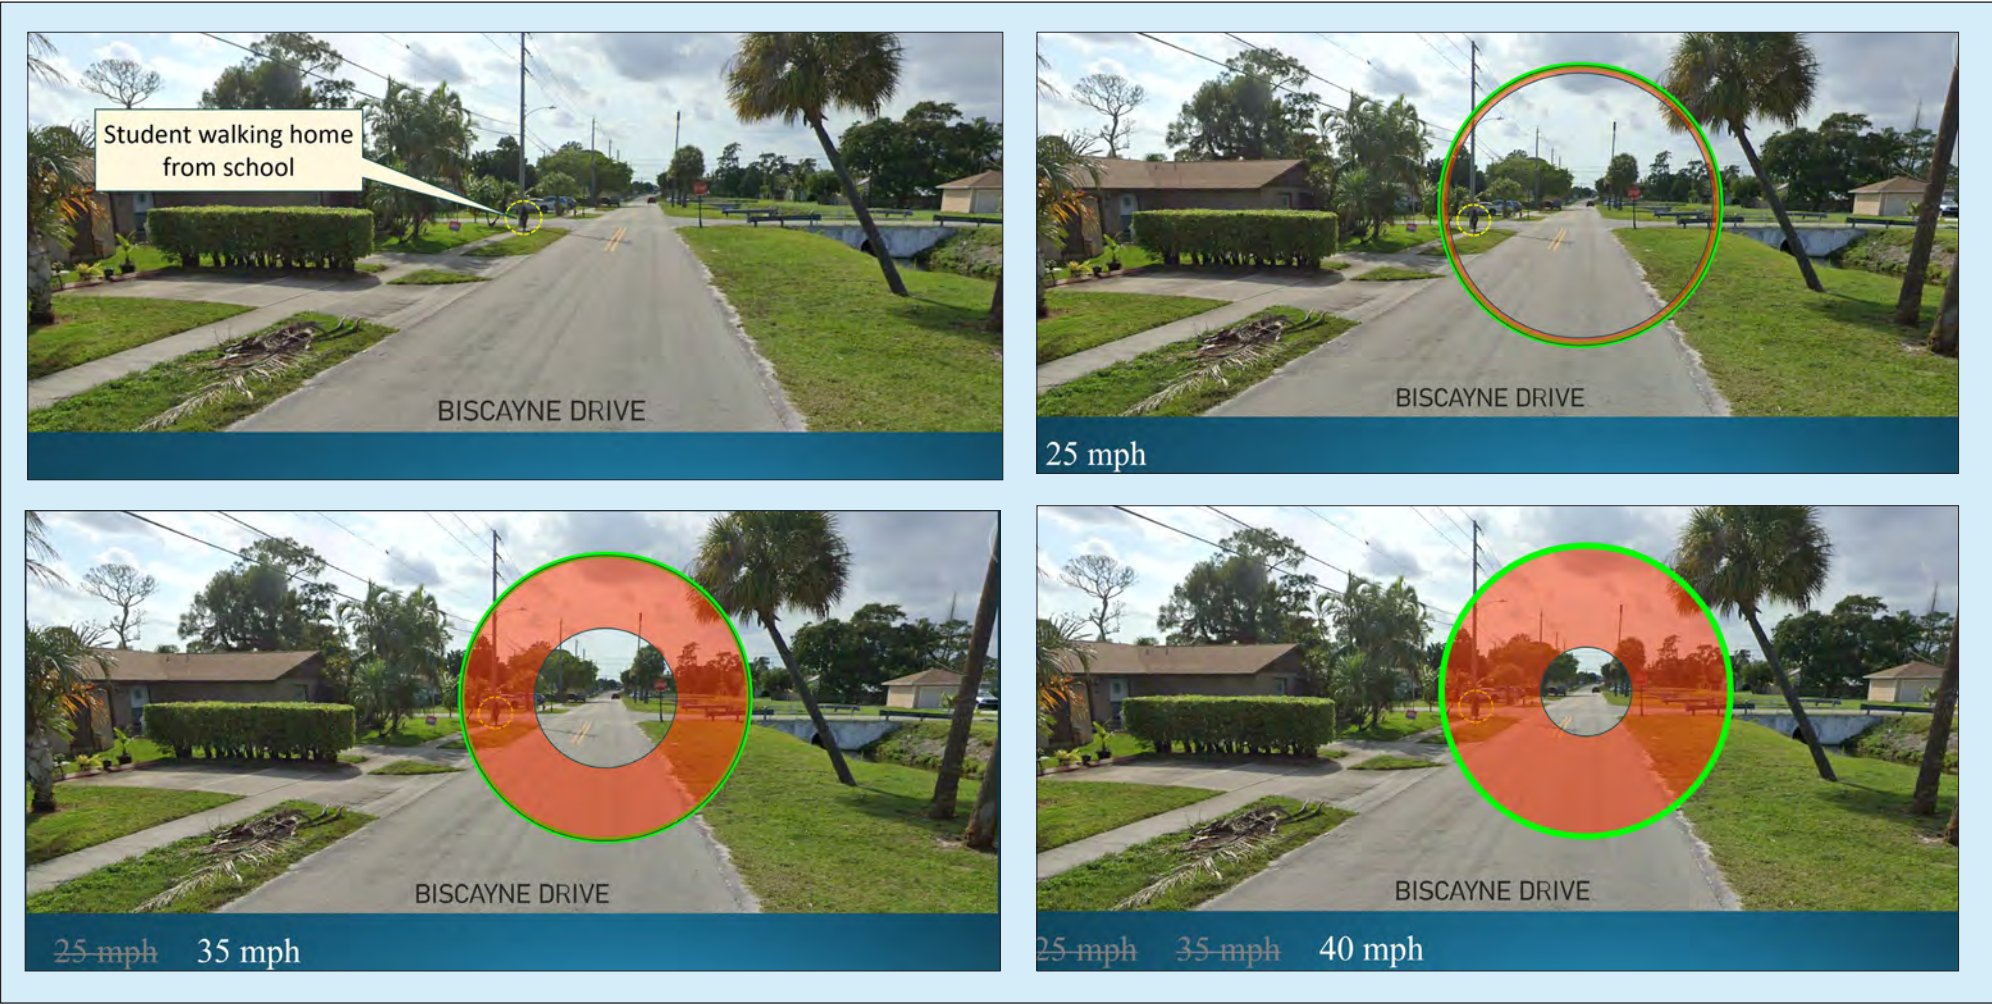 Student walking home
from school
BISCAYNE DRIVE
BISCAYNE DRIVE
25 mph
BISCAYNE DRIVE
25 mph 35 mph
BISCAYNE DRIVE
25 mph 35 mph 40 mph